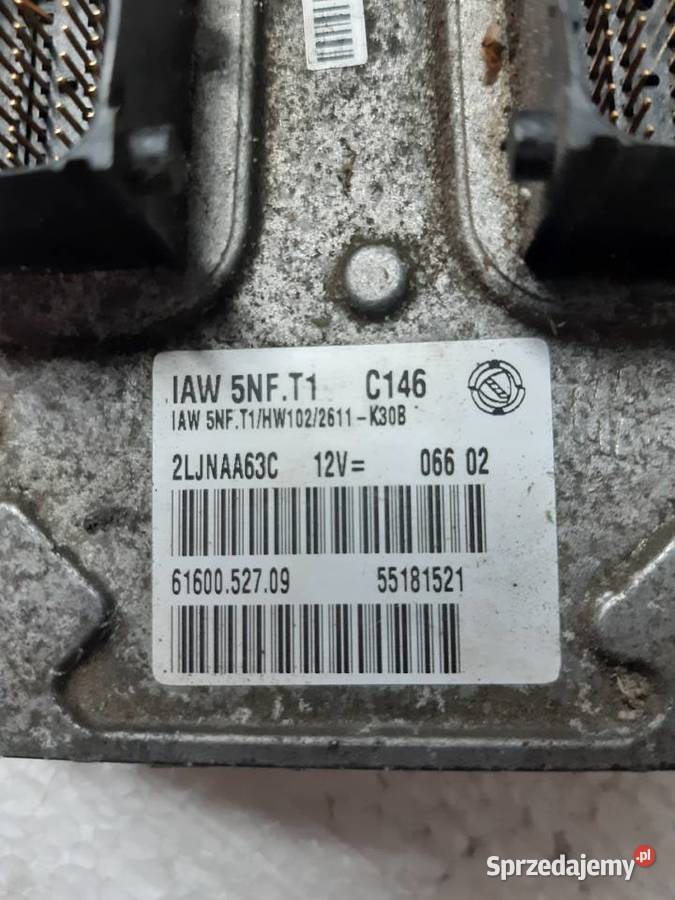 IAW 5NF.T1 C146
IAW 5NF.T1/HW102/2611-K30B
2LJNAA63C 12V= 066 02
61600.527.09 55181521
Sprzedajemy.pl